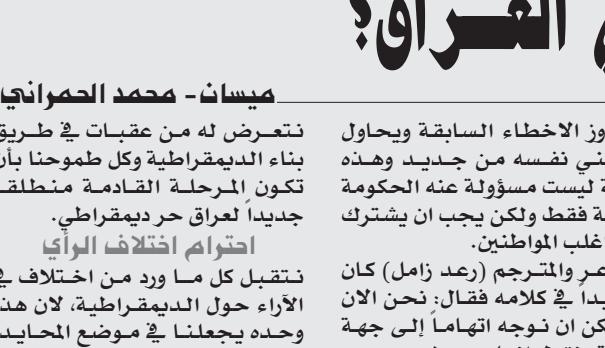 العراق؟
ميسان- محمد الحمراني
وز الاخطاء السابقة ويحاول
ني نفسه من جديد وهذه
ة ليست مسؤولة عنه الحكومة
ة فقط ولكن يجب ان يشترك
اغلب المواطنين.
عر والمترجم (رعد زامل) كان
يداً في كلامه فقال: نحن الان
كن ان نوجه اتهاماً إلى جهة
نتعرض له من عقبات في طريق
بناء الديمقراطية وكل طموحنا بأن
تكون المرحلة القادمة منطلقـ
جديداً لعراق حر ديمقراطي.
احترام اختلاف الرأي
نتقبل كل ما ورد من اختلاف في
الآراء حول الديمقراطية، لان هذ
وحده يجعلنا في موضع المحايد